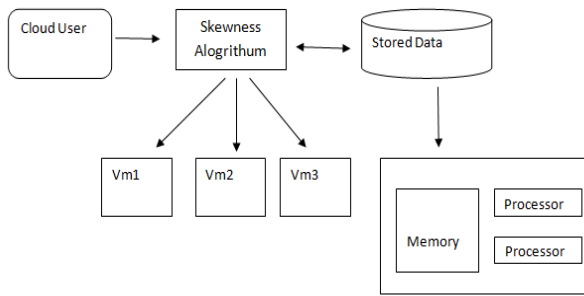 Cloud User
Skewness
Alogrithum
Stored Data
Vm1
Vm2
Vm3
Memory
Processor
Processor